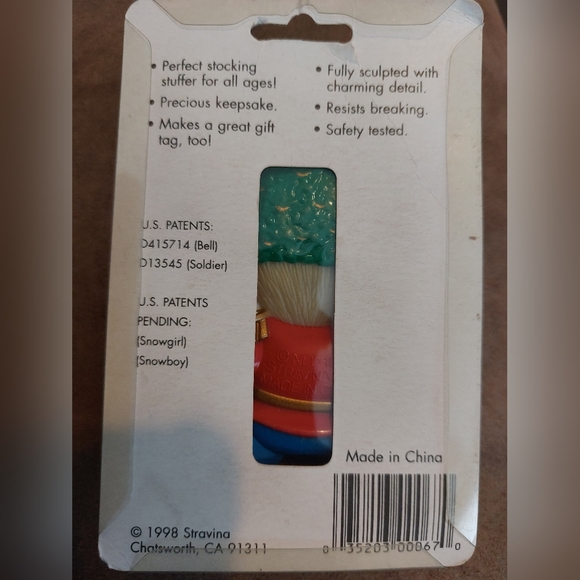 • Perfect stocking
stuffer for all ages!
• Precious keepsake.
• Makes a great gift
tag, too!
• Fully sculpted with
charming detail.
• Resists breaking.
• Safety tested.
U.S. PATENTS:
D415714 (Bell)
D13545 (Soldier)
U.S. PATENTS
PENDING:
(Snowgirl)
(Snowboy)
Made in China
© 1998 Stravina
Chatsworth, CA 91311
8 35203 00067 0